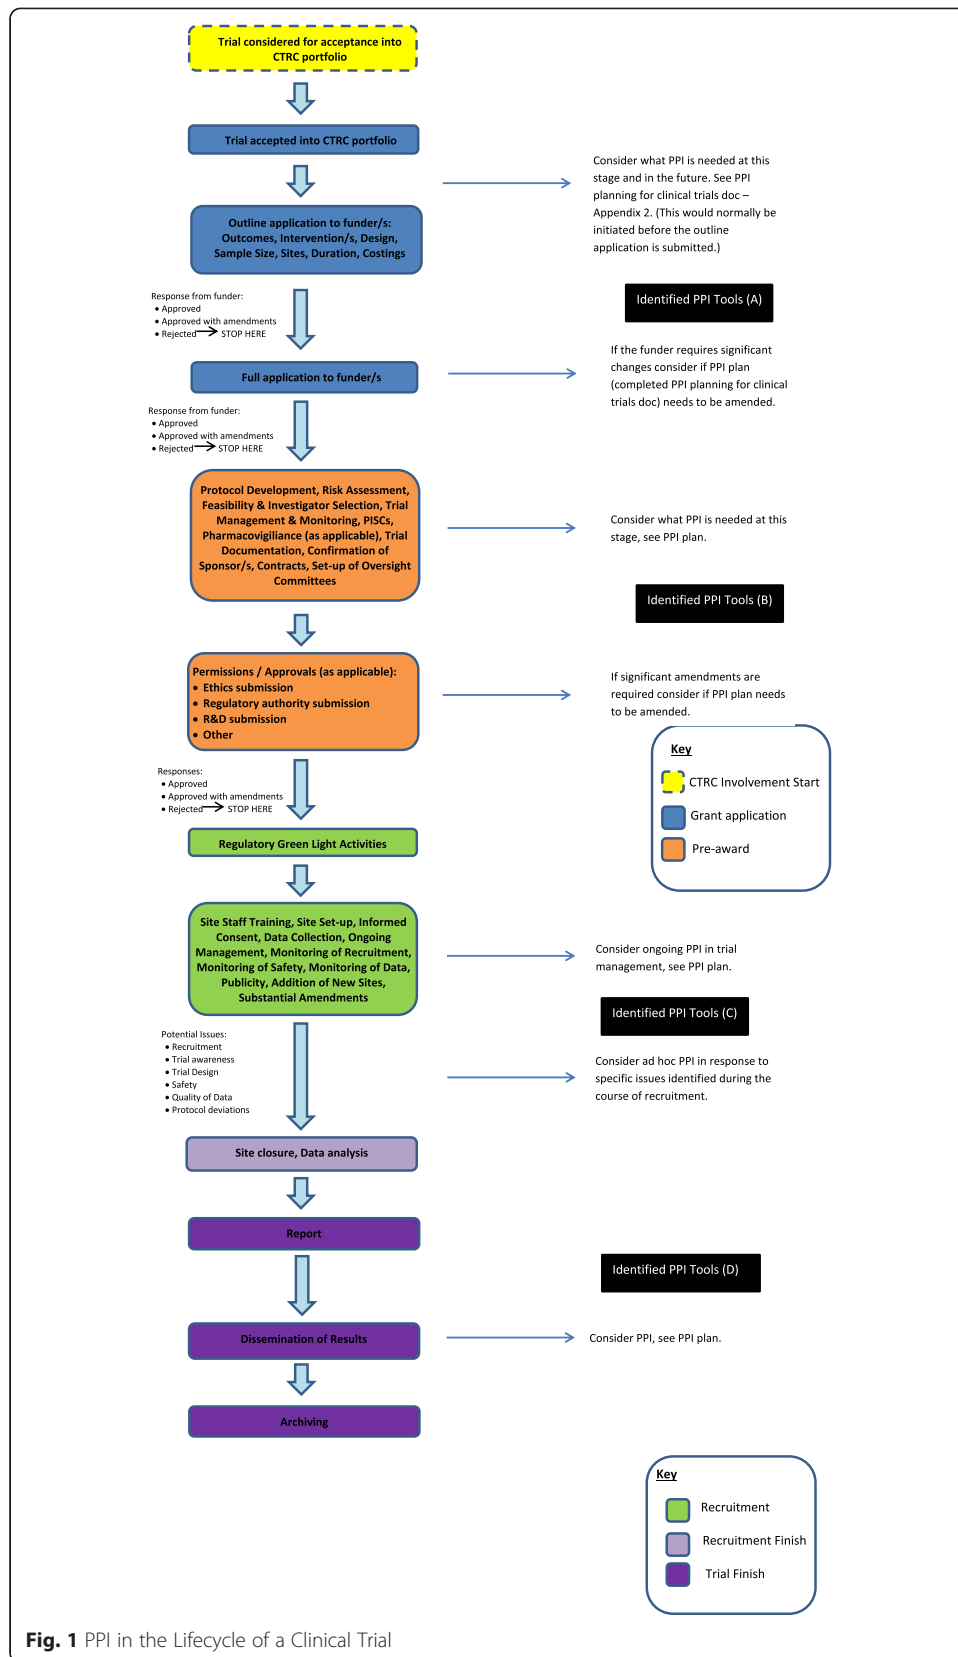 Trial considered for acceptance into
CTRC portfolio
Trial accepted into CTRC portfolio
Consider what PPI is needed at this
stage and in the future. See PPI
planning for clinical trials doc –
Appendix 2. (This would normally be
initiated before the outline
application is submitted.)
Outline application to funder/s:
Outcomes, Intervention/s, Design,
Sample Size, Sites, Duration, Costings
Identified PPI Tools (A)
Response from funder:
• Approved
• Approved with amendments
• Rejected STOP HERE
If the funder requires significant
changes consider if PPI plan
(completed PPI planning for clinical
trials doc) needs to be amended.
Full application to funder/s
Response from funder:
• Approved
• Approved with amendments
• Rejected STOP HERE
Protocol Development, Risk Assessment,
Feasibility & Investigator Selection, Trial
Management & Monitoring, PISCs,
Pharmacovigiliance (as applicable), Trial
Documentation, Confirmation of
Sponsor/s, Contracts, Set-up of Oversight
Committees
Consider what PPI is needed at this
stage, see PPI plan.
Identified PPI Tools (B)
Permissions / Approvals (as applicable):
• Ethics submission
• Regulatory authority submission
• R&D submission
• Other
If significant amendments are
required consider if PPI plan needs
to be amended.
Key
CTRC Involvement Start
Grant application
Pre-award
Responses:
• Approved
• Approved with amendments
• Rejected STOP HERE
Regulatory Green Light Activities
Site Staff Training, Site Set-up, Informed
Consent, Data Collection, Ongoing
Management, Monitoring of Recruitment,
Monitoring of Safety, Monitoring of Data,
Publicity, Addition of New Sites,
Substantial Amendments
Consider ongoing PPI in trial
management, see PPI plan.
Identified PPI Tools (C)
Potential Issues:
• Recruitment
• Trial awareness
• Trial Design
• Safety
• Quality of Data
• Protocol deviations
Consider ad hoc PPI in response to
specific issues identified during the
course of recruitment.
Site closure, Data analysis
Report
Identified PPI Tools (D)
Dissemination of Results
Consider PPI, see PPI plan.
Archiving
Key
Recruitment
Recruitment Finish
Trial Finish
Fig. 1 PPI in the Lifecycle of a Clinical Trial